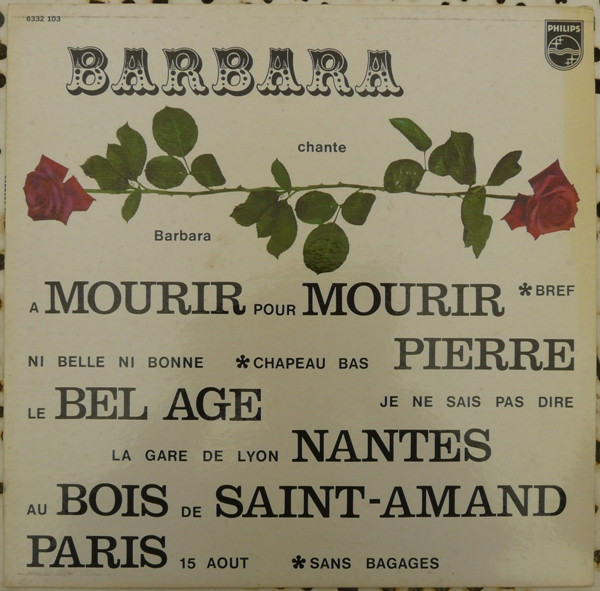 6332 103
PHILIPS
BARBARA
chante
Barbara
A MOURIR POUR MOURIR *BREF
NI BELLE NI BONNE *CHAPEAU BAS PIERRE
LE BEL AGE JE NE SAIS PAS DIRE
LA GARE DE LYON NANTES
AU BOIS DE SAINT-AMAND
PARIS 15 AOUT *SANS BAGAGES